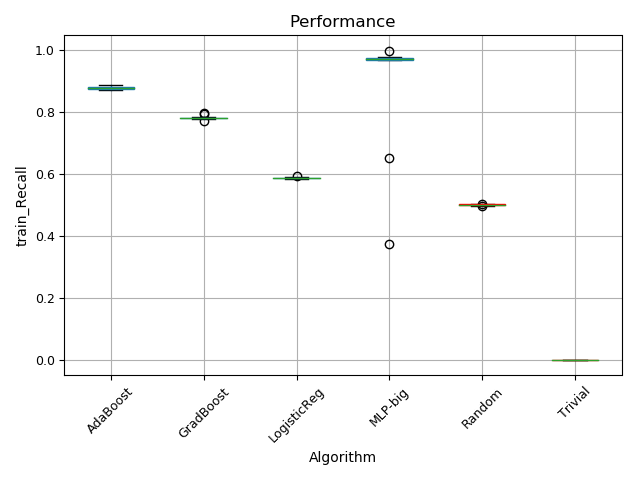 Performance
train_Recall
1.0
0.8
0.6
0.4
0.2
0.0
AdaBoost
GradBoost
LogisticReg
MLP-big
Random
Trivial
Algorithm